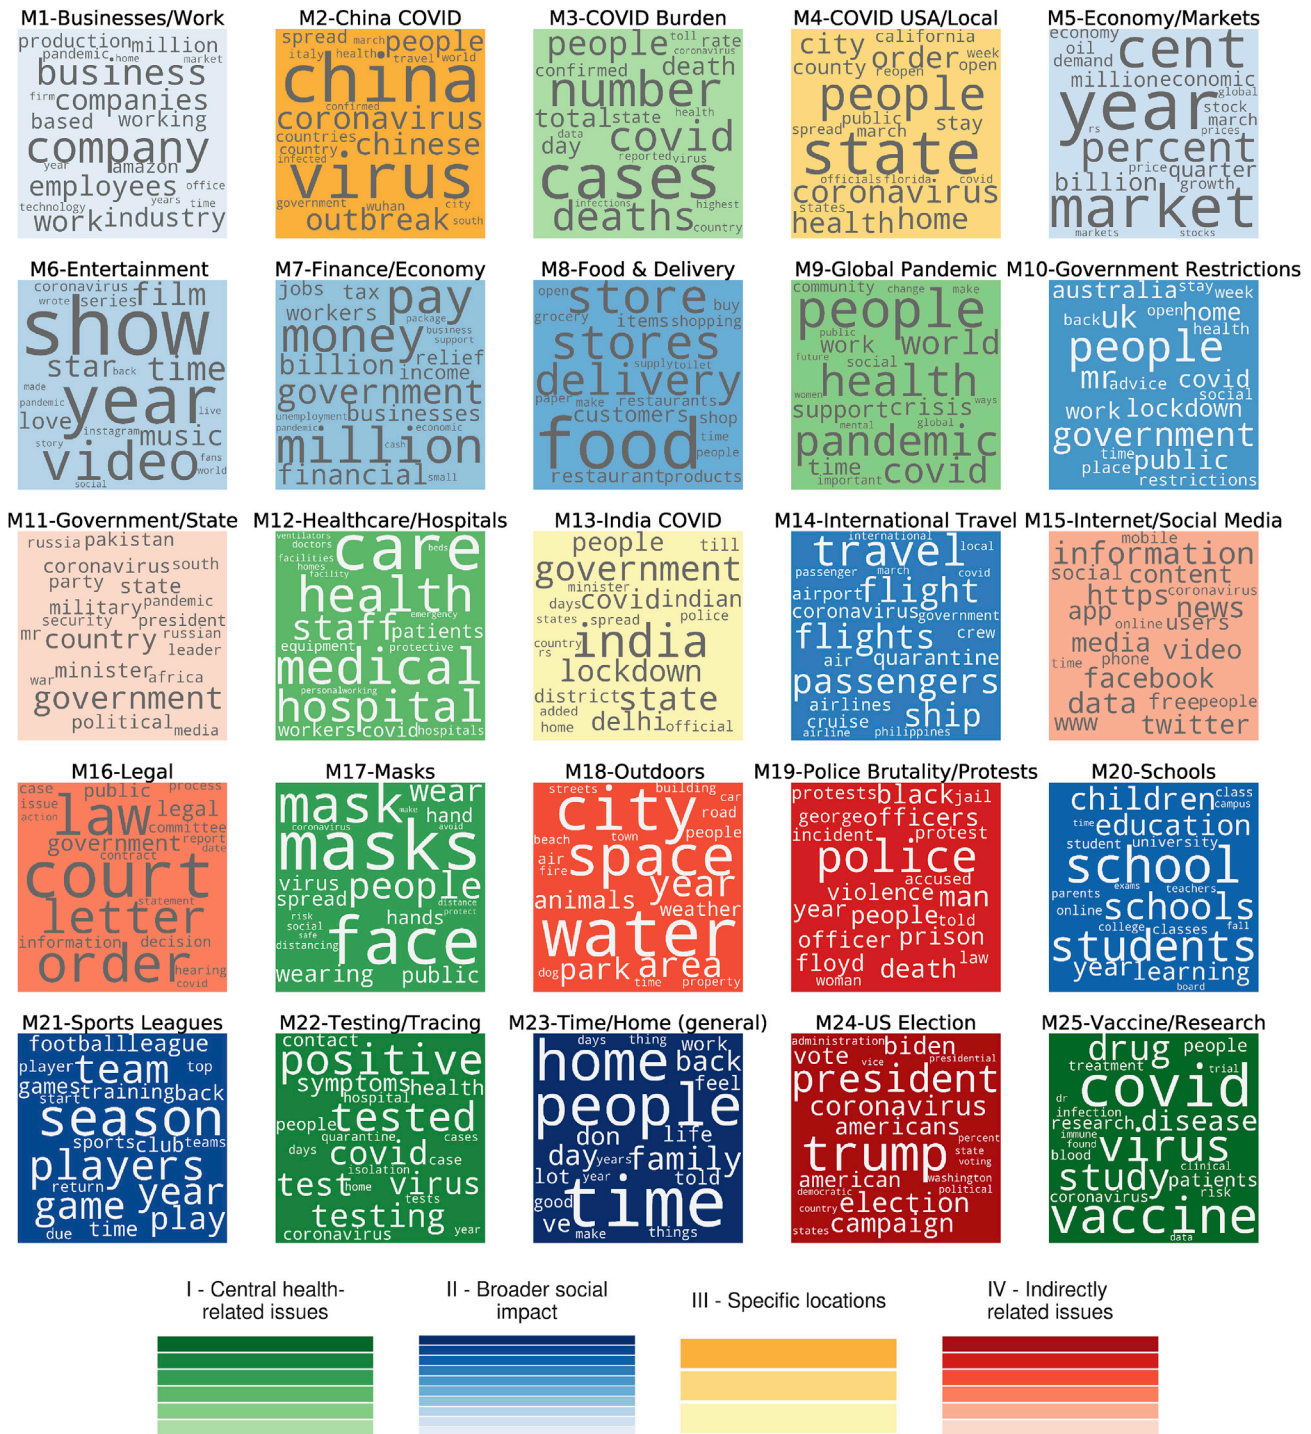 M1-Businesses/Work
production million
pandemic home market
business
firm companies
based working
company
year amazon
employees office
technology years time
work industry
M2-China COVID
spread march people
italy health travel world
china
confirmed
coronavirus
countries
country chinese
infected
virus
government wuhan city
outbreak south
M3-COVID Burden
people toll rate
coronavirus
confirmed death
number
total state health
data covid
day
reported virus
cases
infections highest
deaths country
M4-COVID USA/Local
city california
order week
county reopen open
people
public
spread march stay
state
officials florida covid
coronavirus
states
health home
M5-Economy/Markets
economy
oil cent
demand
million economic
year global
stock
march
rs prices
percent
price quarter
billion growth
market
markets stocks
M6-Entertainment
coronavirus film
wrote series
show
star back time
made
year
pandemic live
love instagram music
story fans
video world
social
M7-Finance/Economy
jobs tax pay
workers package
money business
support
billion relief
income
government
unemployment businesses
pandemic economic
million
cash
financial small
M8-Food & Delivery
open store buy
grocery items shopping
stores
supply toilet
delivery
paper make restaurants
customers shop
food time
people
restaurant products
M9-Global Pandemic
community change make
people
public
work world
future social
health
women ways
support crisis
mental global
pandemic
time covid
important
M10-Government Restrictions
australia stay week
back uk open home
health
people
mr advice covid
social
work lockdown
government
time public
place
restrictions
M11-Government/State
russia pakistan
coronavirus south
party state
military pandemic
security president
mr country russian
leader
minister
war africa
government
political media
M12-Healthcare/Hospitals
ventilators care
doctors beds
facilities
homes
facility
health
emergency
staff patients
equipment protective
medical
personal working
hospital
workers covid hospitals
M13-India COVID
people till
government
minister
days covid indian
states spread police
india
country
rs
lockdown
district state
added
home delhi official
M14-International Travel
international
travel local
passenger march covid
airport flight
coronavirus government
flights crew
air quarantine
passengers
airlines ship
cruise
airline philippines
M15-Internet/Social Media
mobile
information
social content
https coronavirus
app online users news
media video
time phone
facebook
data free people
www twitter
M16-Legal
case public process
issue law legal
action
committee
government report
contract date
court
statement
letter
information decision
order hearing
covid
M17-Masks
mask wear
make hand
coronavirus avoid
masks
virus people
spread distance
risk hands protect
social
safe
distancing face
wearing public
M18-Outdoors
streets building
city car
road
beach town people
air space
fire
year
animals weather
water
dog park area
time property
M19-Police Brutality/Protests
protests black jail
george officers
incident protest
police
accused
violence man
year people told
officer prison
floyd death law
woman
M20-Schools
children class
campus
time education
student university
school
parents exams teachers
online schools
college classes fall
students
year learning
board
M21-Sports Leagues
football league
player team top
games training back
start
season
sports club teams
players
return
game year
due time play
M22-Testing/Tracing
contact
positive
symptoms health
hospital
people tested
quarantine cases
days covid case
isolation
test home virus
tests
testing
coronavirus year
M23-Time/Home (general)
days thing work
home back
feel
people
don life
day years family
lot year told
good time
ve make things
M24-US Election
administration biden
vote vice presidential
president
coronavirus
americans
percent
trump state
voting
american washington
democratic political
country election
states campaign
M25-Vaccine/Research
drug people
treatment trial
covid
dr
infection
research disease
immune
found virus
blood clinical
study patients
coronavirus risk
vaccine
data
I - Central health-
related issues
II - Broader social
impact
III - Specific locations
IV - Indirectly
related issues